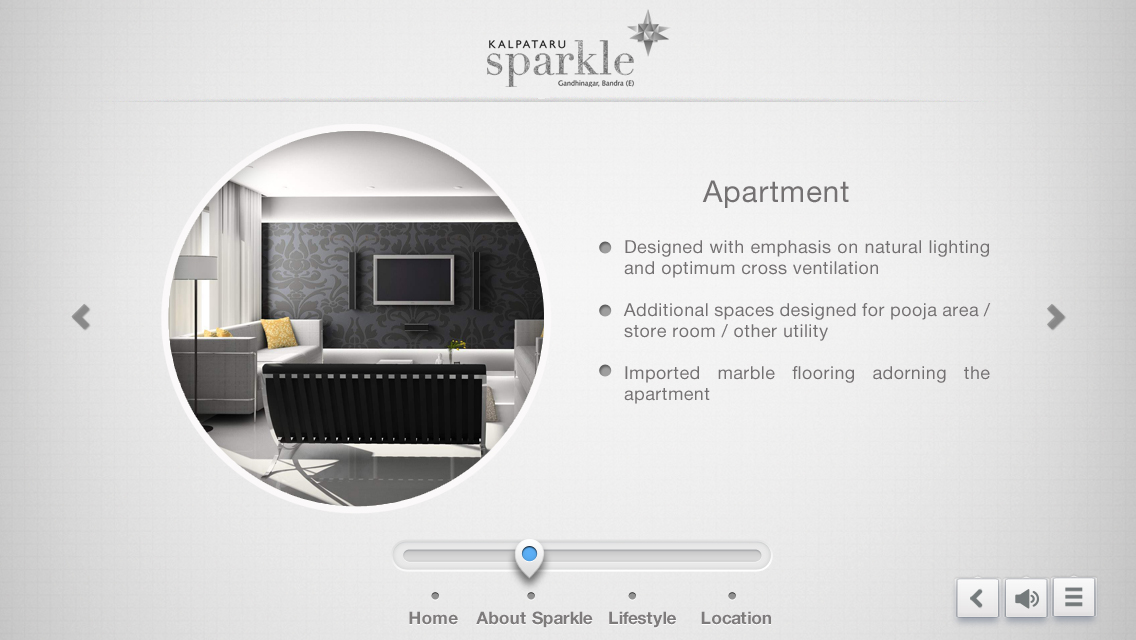 KALPATARU
sparkle
Gandhinagar, Bandra (E)
Apartment
Designed with emphasis on natural lighting
and optimum cross ventilation
Additional spaces designed for pooja area /
store room / other utility
Imported marble flooring adorning the
apartment
Home About Sparkle Lifestyle Location